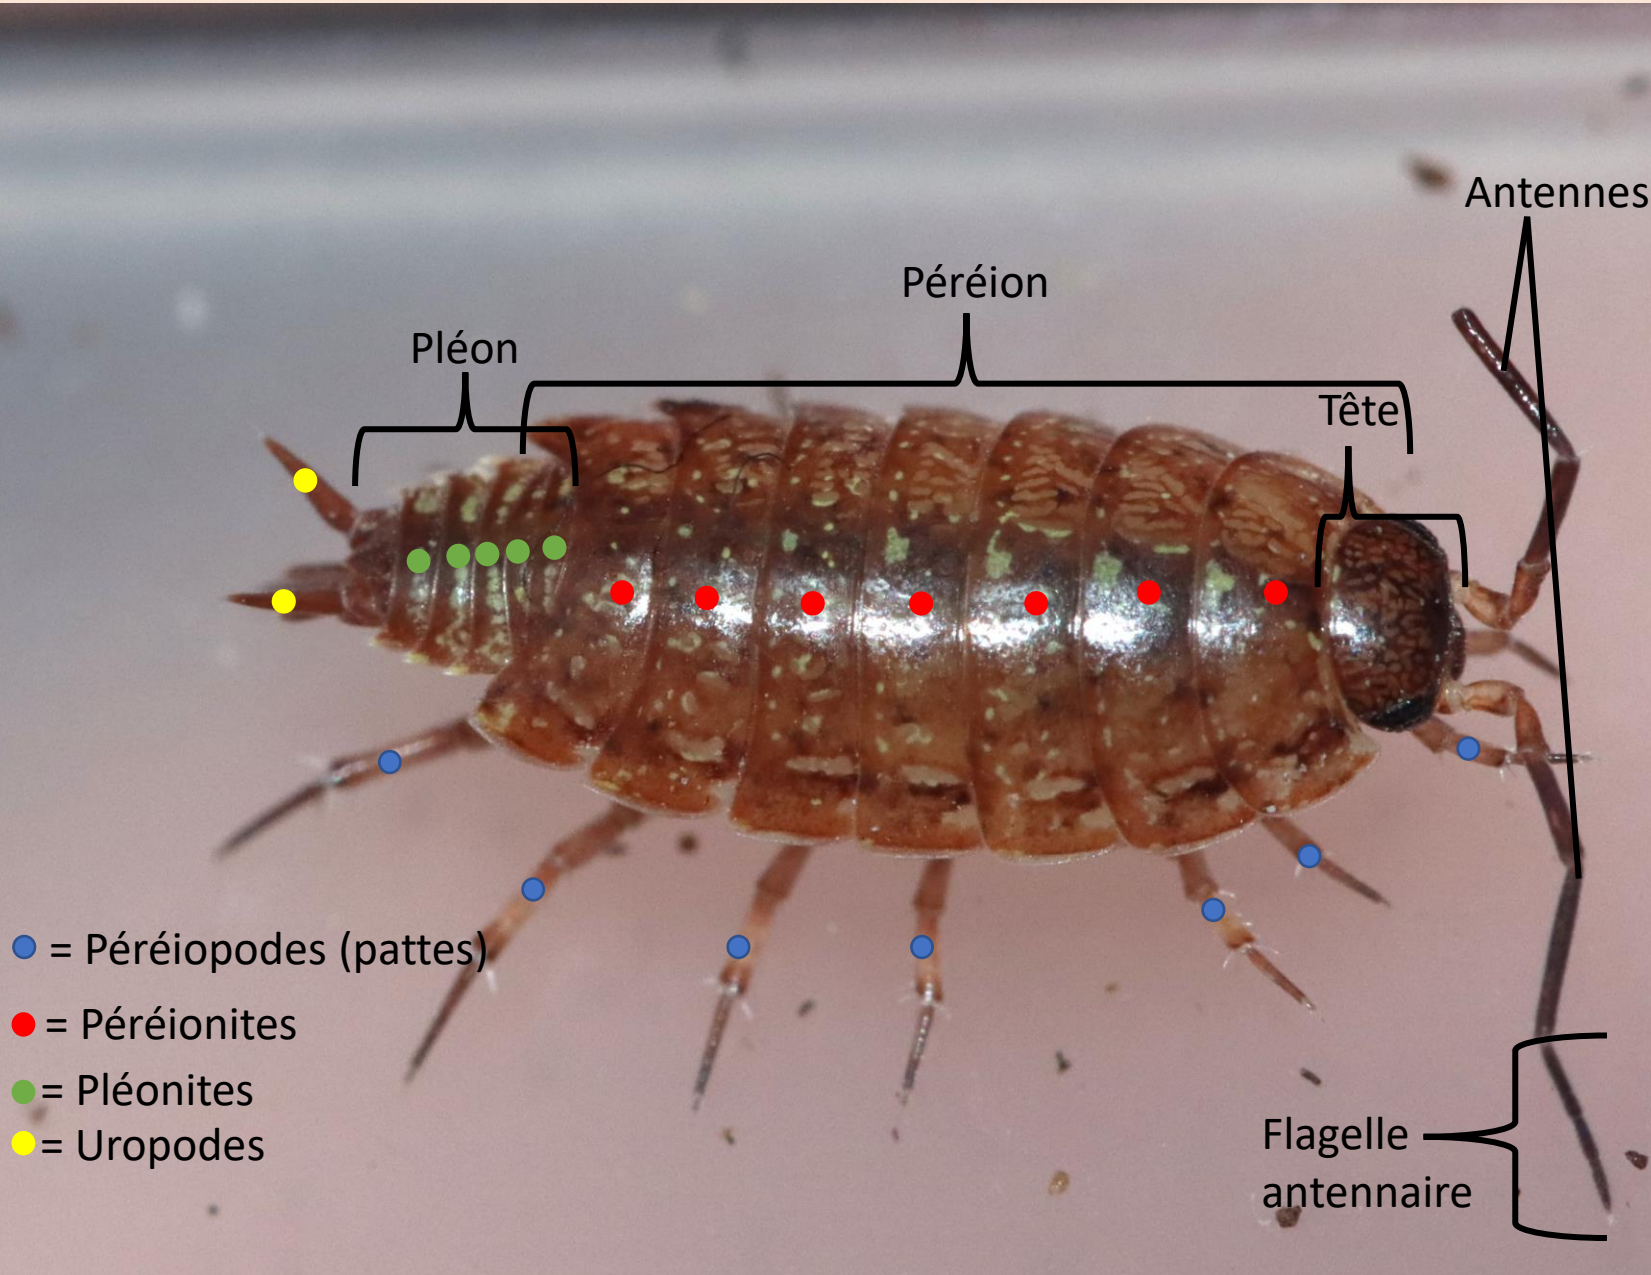 Antennes
Péréion
Pléon
Tête
= Péréiopodes (pattes)
= Péréionites
= Pléonites
= Uropodes
Flagelle
antennaire